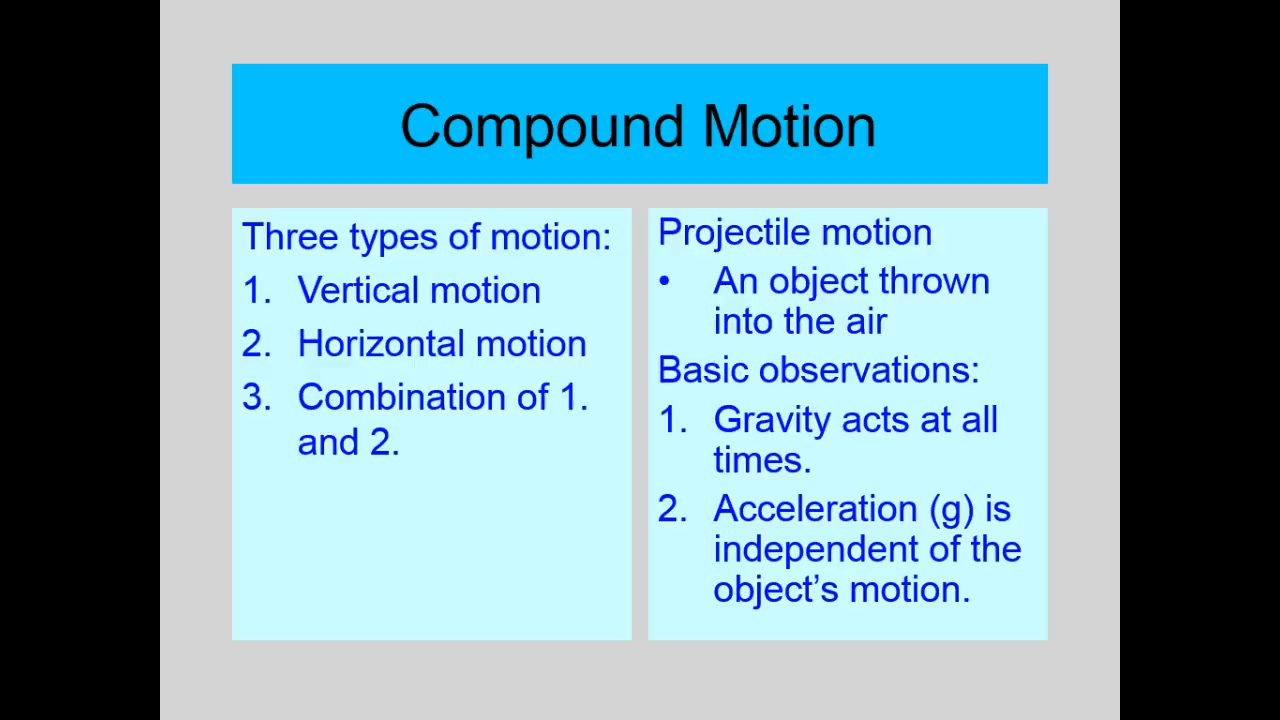 Compound Motion
Three types of motion:
1. Vertical motion
2. Horizontal motion
3. Combination of 1.
and 2.
Projectile motion
• An object thrown
into the air
Basic observations:
1. Gravity acts at all
times.
2. Acceleration (g) is
independent of the
object’s motion.